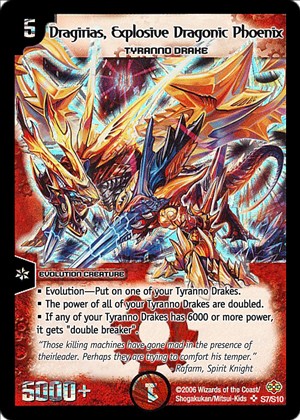 5
Dragirias, Explosive Dragonic Phoenix
TYRANNO DRAKE
EVOLUTION CREATURE
▪ Evolution—Put on one of your Tyranno Drakes.
▪ The power of all of your Tyranno Drakes are doubled.
▪ If any of your Tyranno Drakes has 6000 or more power,
it gets "double breaker".
"Those killing machines have gone mad in the presence of
theinleader. Perhaps they are trying to comfort his temper."
Rafarm, Spirit Knight
5000+
1
©2006 Wizards of the Coast/
Shogakukan/Mitsui-Kids
S7/S10